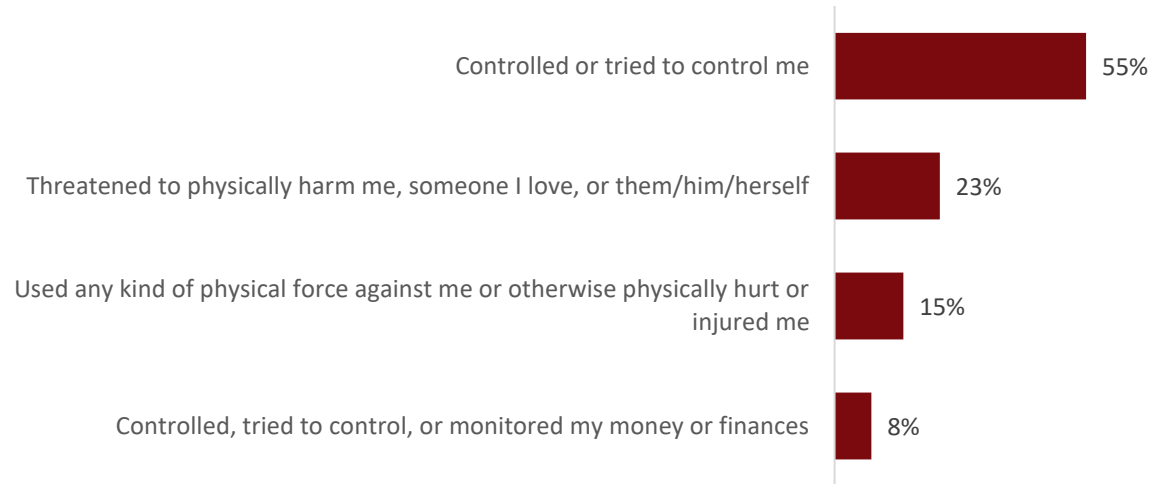 Controlled or tried to control me
55%
Threatened to physically harm me, someone I love, or them/him/herself
23%
Used any kind of physical force against me or otherwise physically hurt or
injured me
15%
Controlled, tried to control, or monitored my money or finances
8%